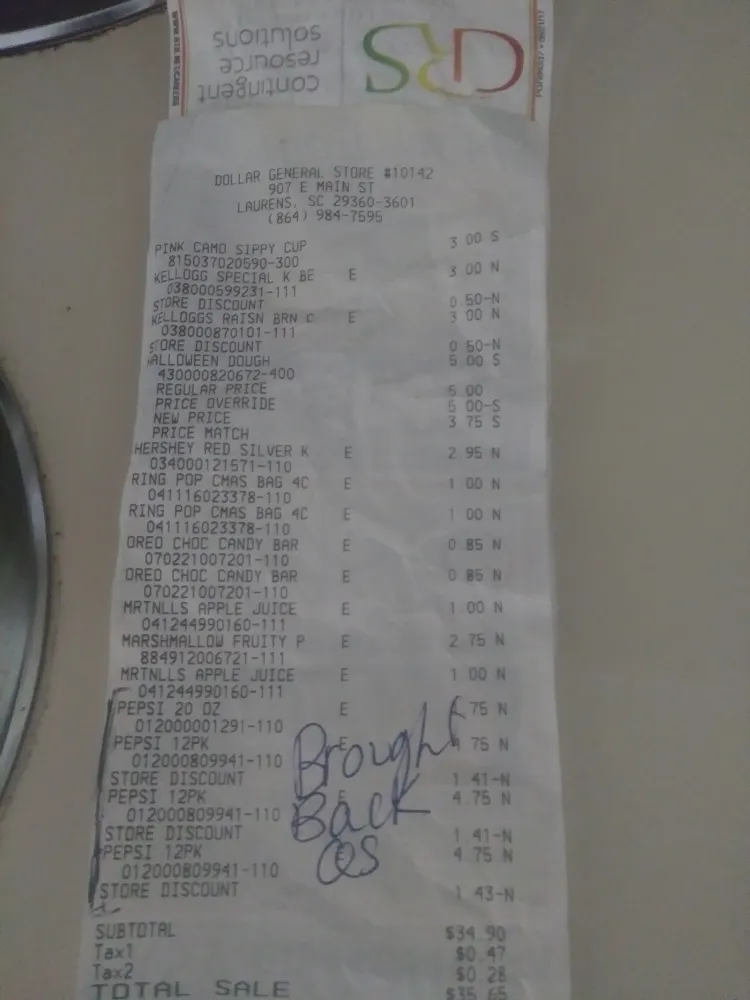 contingent
resource
solutions
CRS
DOLLAR GENERAL STORE #10142
907 E MAIN ST
LAURENS, SC 29360-3601
(864) 984-7595
PINK CAMO SIPPY CUP 3 00 S
815037020590-300
KELLOGG SPECIAL K BE E 3 00 N
038000599231-111
STORE DISCOUNT 0 50-N
KELLOGGS RAISN BRN C E 3 00 N
038000870101-111
STORE DISCOUNT 0 50-N
HALLOWEEN DOUGH 5 00 S
430000820672-400
REGULAR PRICE 5 00
PRICE OVERRIDE 5 00-S
NEW PRICE 3 75 S
PRICE MATCH
HERSHEY RED SILVER K E 2 95 N
034000121571-110
RING POP CMAS BAG 4C E 1 00 N
041116023378-110
RING POP CMAS BAG 4C E 1 00 N
041116023378-110
OREO CHOC CANDY BAR E 0 85 N
070221007201-110
OREO CHOC CANDY BAR E 0 85 N
070221007201-110
MRTNLLS APPLE JUICE E 1 00 N
041244990160-111
MARSHMALLOW FRUITY P E 2 75 N
884912006721-111
MRTNLLS APPLE JUICE E 1 00 N
041244990160-111
PEPSI 20 OZ E 75 N
012000001291-110
PEPSI 12PK E 4 75 N
012000809941-110
STORE DISCOUNT 1 41-N
PEPSI 12PK E 4 75 N
012000809941-110
STORE DISCOUNT 1 41-N
PEPSI 12PK E 4 75 N
012000809941-110
STORE DISCOUNT 1 43-N
Brought
Back
QS
SUBTOTAL $34 90
Tax1 $0 47
Tax2 $0 28
TOTAL SALE $35 65